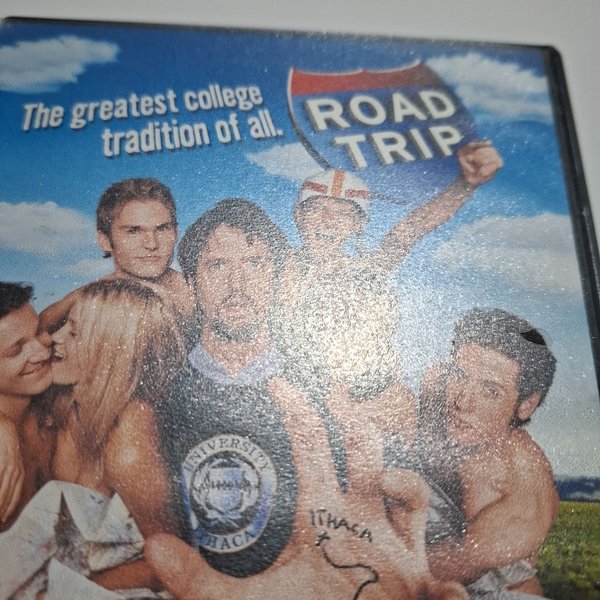 The greatest college
tradition of all.
ROAD
TRIP
UNIVERSITY
ITHACA
ITHACA